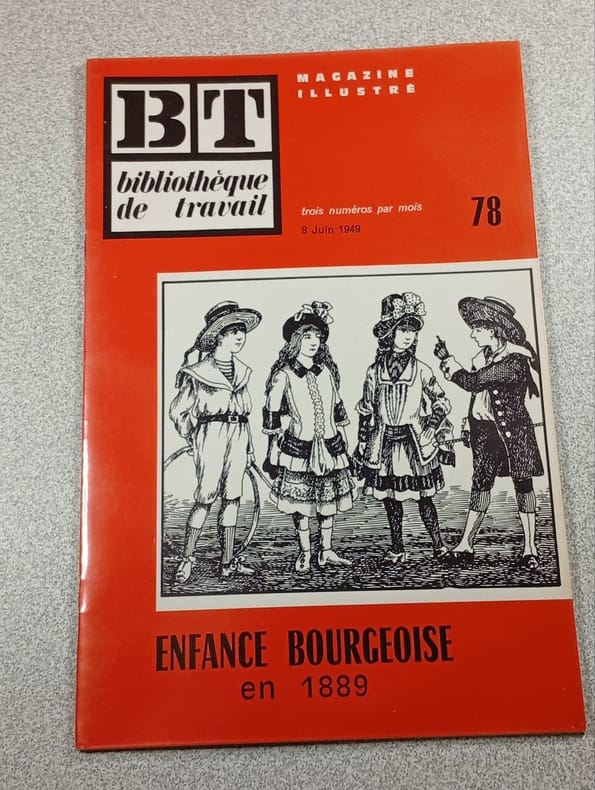 BT
bibliothèque
de travail
MAGAZINE
ILLUSTRÉ
trois numéros par mois
8 Juin 1949
78
ENFANCE BOURGEOISE
en 1889